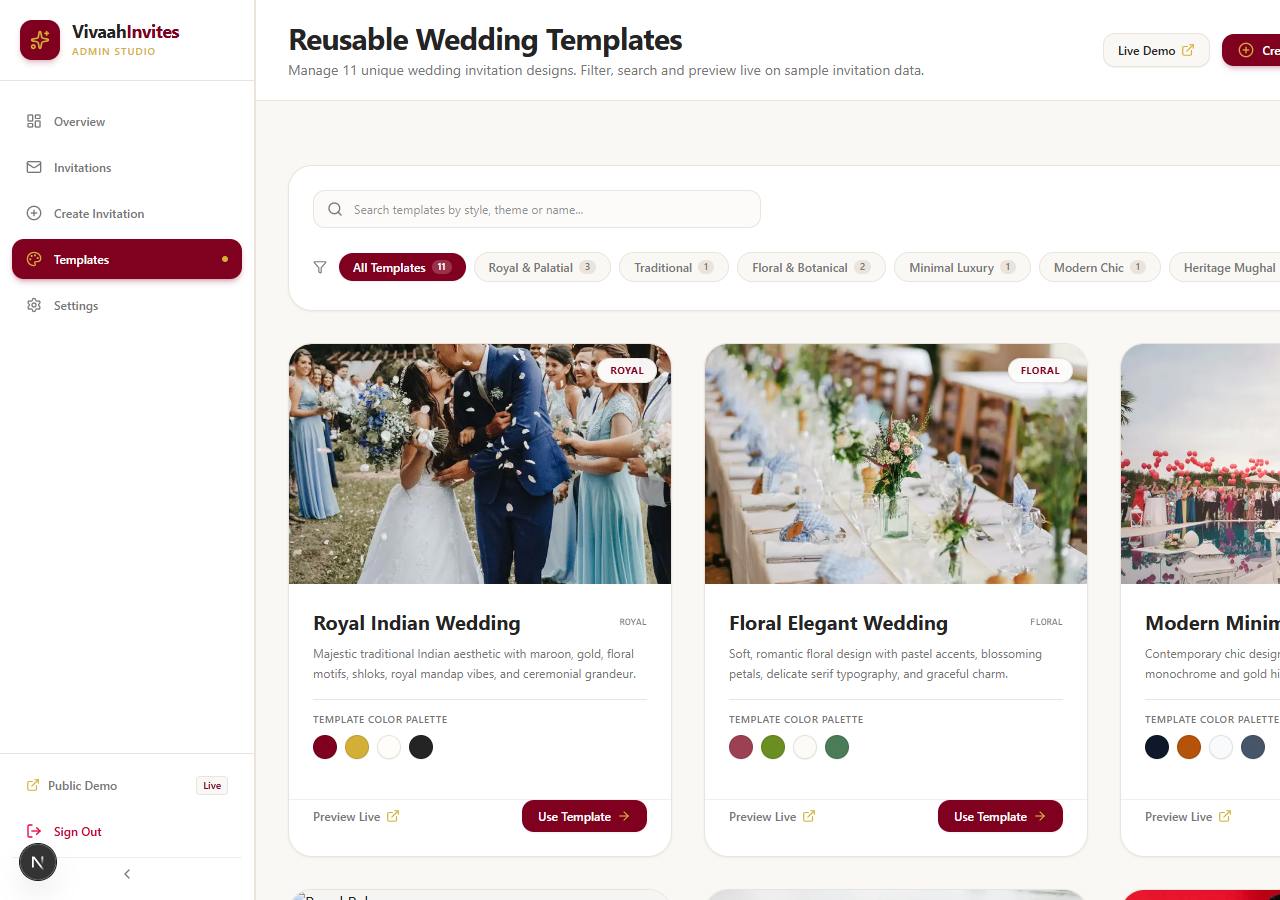 VivaahInvites
ADMIN STUDIO
Overview
Invitations
Create Invitation
Templates
Settings
Public Demo
Live
Sign Out
N
Reusable Wedding Templates
Manage 11 unique wedding invitation designs. Filter, search and preview live on sample invitation data.
Live Demo
Search templates by style, theme or name...
All Templates 11
Royal & Palatial 3
Traditional 1
Floral & Botanical 2
Minimal Luxury 1
Modern Chic 1
Heritage Mughal
ROYAL
Royal Indian Wedding
ROYAL
Majestic traditional Indian aesthetic with maroon, gold, floral
motifs, shloks, royal mandap vibes, and ceremonial grandeur.
TEMPLATE COLOR PALETTE
Preview Live
Use Template
FLORAL
Floral Elegant Wedding
FLORAL
Soft, romantic floral design with pastel accents, blossoming
petals, delicate serif typography, and graceful charm.
TEMPLATE COLOR PALETTE
Preview Live
Use Template
Modern
Contemporary chic
monochrome and gold
TEMPLATE COLOR PALETTE
Preview Live